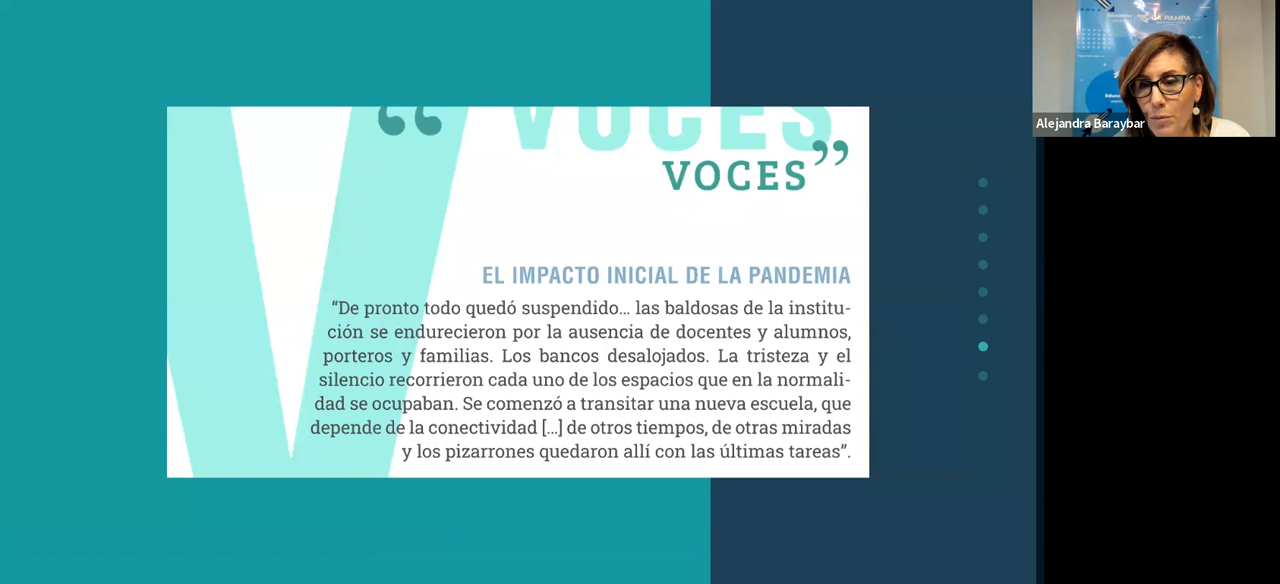 VOCES
“
VOCES”
EL IMPACTO INICIAL DE LA PANDEMIA
“De pronto todo quedó suspendido... las baldosas de la institu-
ción se endurecieron por la ausencia de docentes y alumnos,
porteros y familias. Los bancos desalojados. La tristeza y el
silencio recorrieron cada uno de los espacios que en la normali-
dad se ocupaban. Se comenzó a transitar una nueva escuela, que
depende de la conectividad [...] de otros tiempos, de otras miradas
y los pizarrones quedaron allí con las últimas tareas”.
LA PAMPA
Alejandra Baraybar